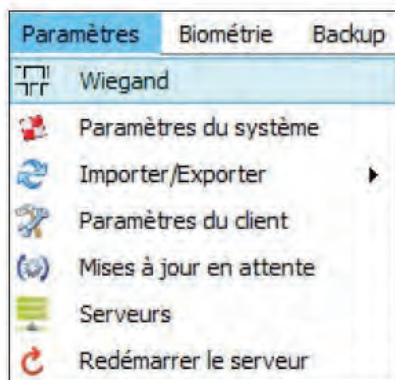 Paramètres Biométrie Backup
Wiegand
Paramètres du système
Importer/Exporter
Paramètres du client
Mises à jour en attente
Serveurs
Redémarrer le serveur